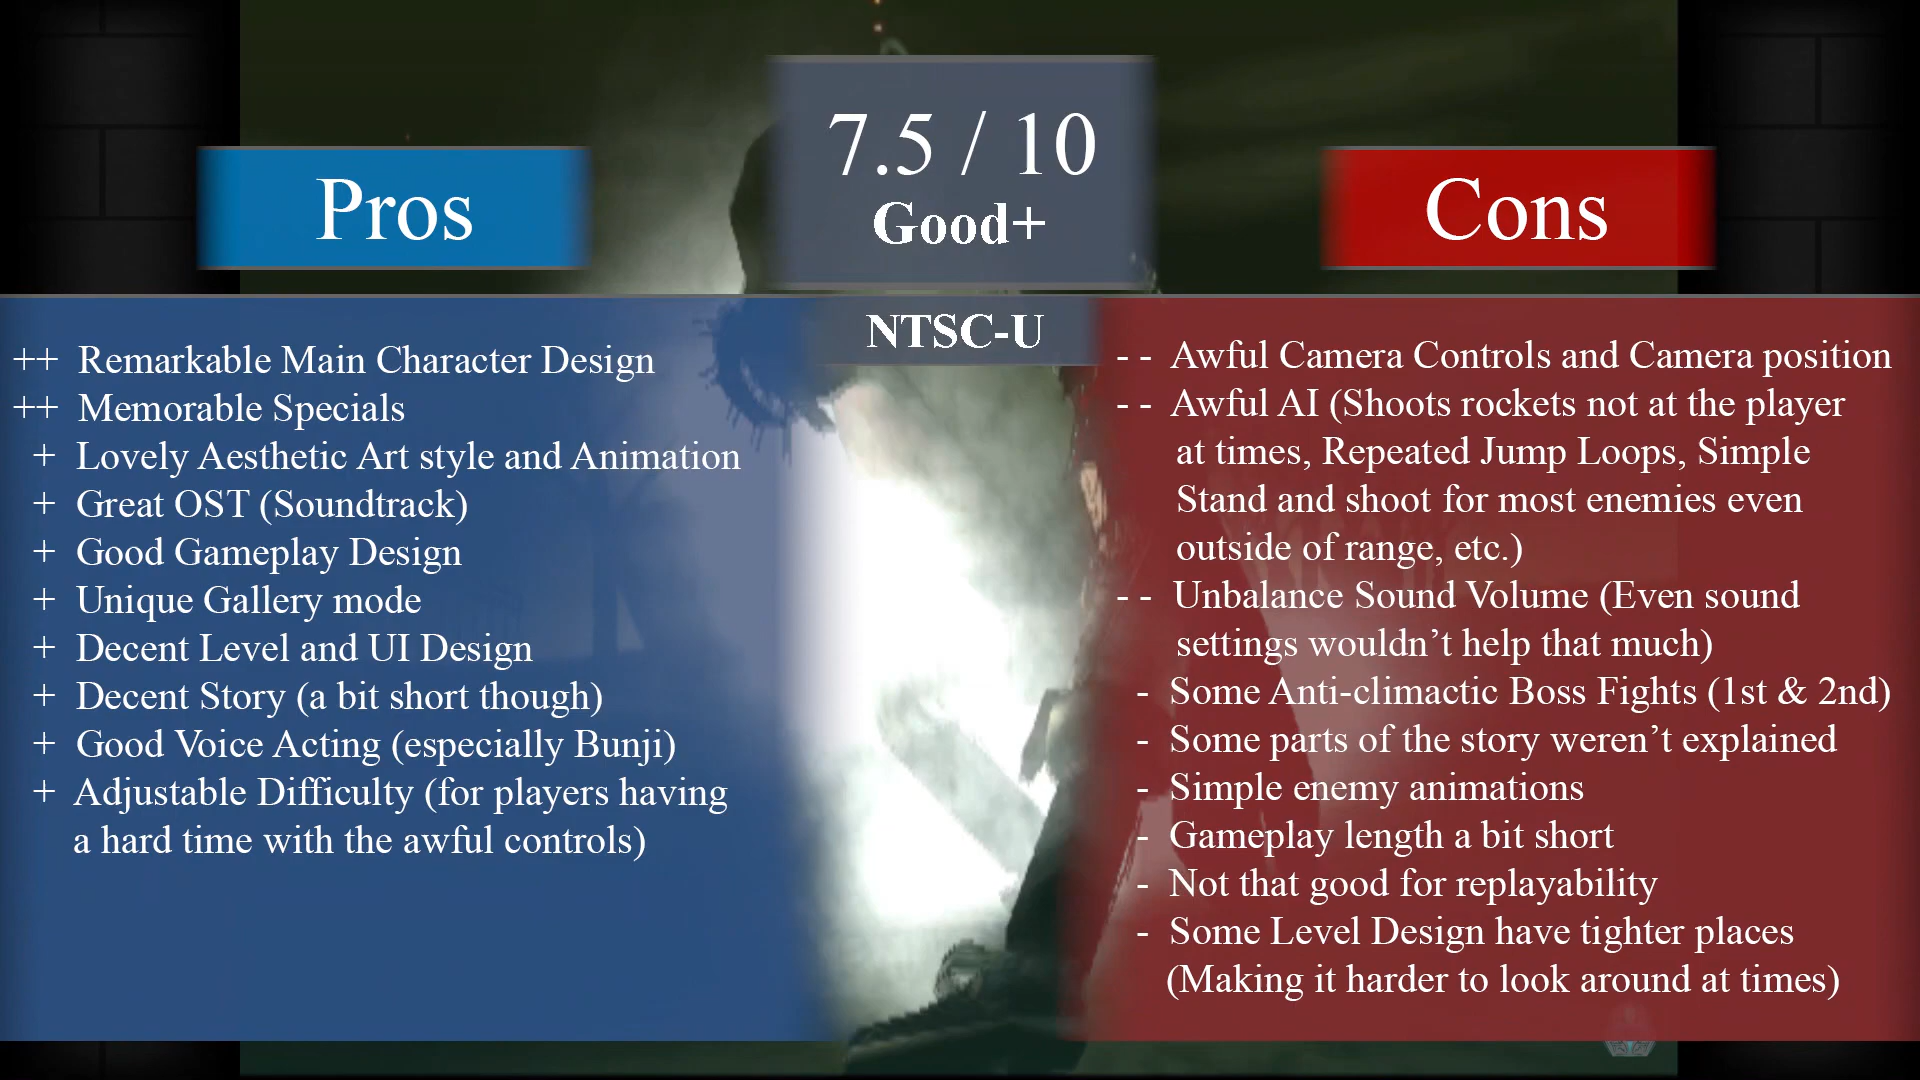 7.5 / 10
Good+
NTSC-U
Pros
++ Remarkable Main Character Design
++ Memorable Specials
+ Lovely Aesthetic Art style and Animation
+ Great OST (Soundtrack)
+ Good Gameplay Design
+ Unique Gallery mode
+ Decent Level and UI Design
+ Decent Story (a bit short though)
+ Good Voice Acting (especially Bunji)
+ Adjustable Difficulty (for players having
a hard time with the awful controls)
Cons
- - Awful Camera Controls and Camera position
- - Awful AI (Shoots rockets not at the player
at times, Repeated Jump Loops, Simple
Stand and shoot for most enemies even
outside of range, etc.)
- - Unbalance Sound Volume (Even sound
settings wouldn’t help that much)
- Some Anti-climactic Boss Fights (1st & 2nd)
- Some parts of the story weren’t explained
- Simple enemy animations
- Gameplay length a bit short
- Not that good for replayability
- Some Level Design have tighter places
(Making it harder to look around at times)